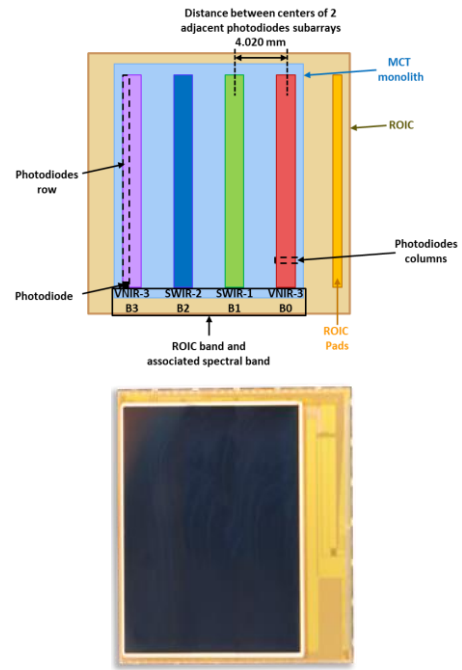 Distance between centers of 2
adjacent photodiodes subarrays
4.020 mm
MCT
monolith
ROIC
Photodiodes
row
Photodiodes
columns
Photodiode
VNIR-3 SWIR-2 SWIR-1 VNIR-3
B3 B2 B1 B0
ROIC band and
associated spectral band
ROIC
Pads